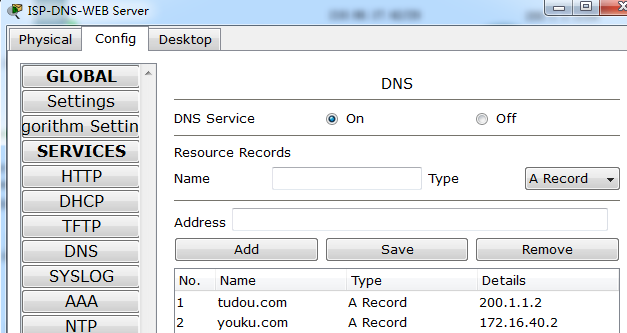 ISP-DNS-WEB Server
Physical Config Desktop
GLOBAL
Settings
gorithm Settin
SERVICES
HTTP
DHCP
TFTP
DNS
SYSLOG
AAA
NTP
DNS
DNS Service On Off
Resource Records
Name Type A Record
Address
Add Save Remove
No. Name Type Details
1 tudou.com A Record 200.1.1.2
2 youku.com A Record 172.16.40.2